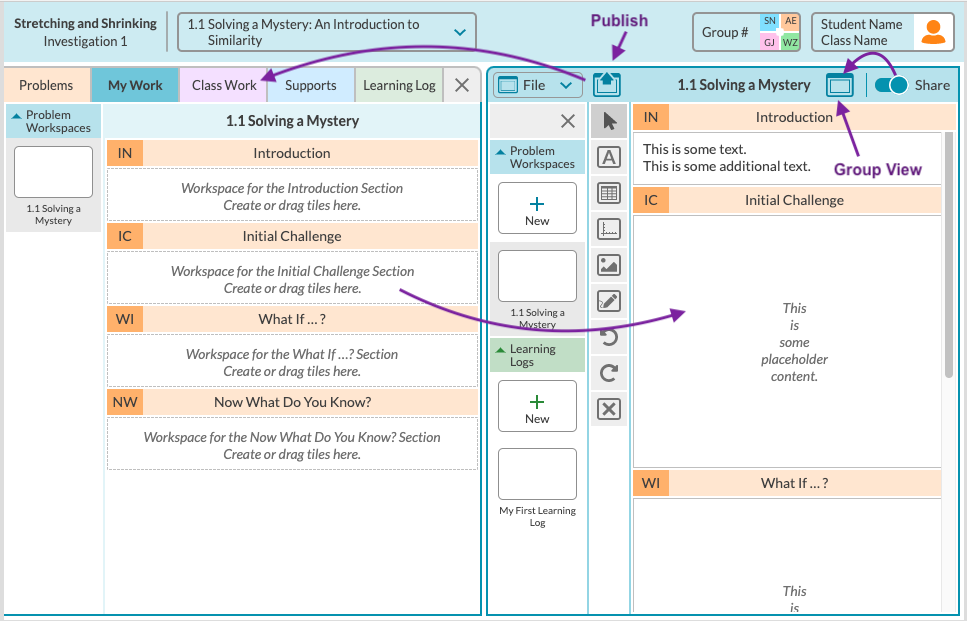 Stretching and Shrinking
Investigation 1
1.1 Solving a Mystery: An Introduction to
Similarity
Publish
Group #
SN
AE
GJ
WZ
Student Name
Class Name
Problems
My Work
Class Work
Supports
Learning Log
File
1.1 Solving a Mystery
Share
Problem
Workspaces
1.1 Solving a
Mystery
1.1 Solving a Mystery
IN
Introduction
Workspace for the Introduction Section
Create or drag tiles here.
IC
Initial Challenge
Workspace for the Initial Challenge Section
Create or drag tiles here.
WI
What If ... ?
Workspace for the What If ...? Section
Create or drag tiles here.
NW
Now What Do You Know?
Workspace for the Now What Do You Know? Section
Create or drag tiles here.
Problem
Workspaces
New
1.1 Solving a
Mystery
Learning
Logs
New
My First Learning
Log
A
IN
Introduction
This is some text.
This is some additional text.
Group View
IC
Initial Challenge
This
is
some
placeholder
content.
WI
What If ... ?
This
is